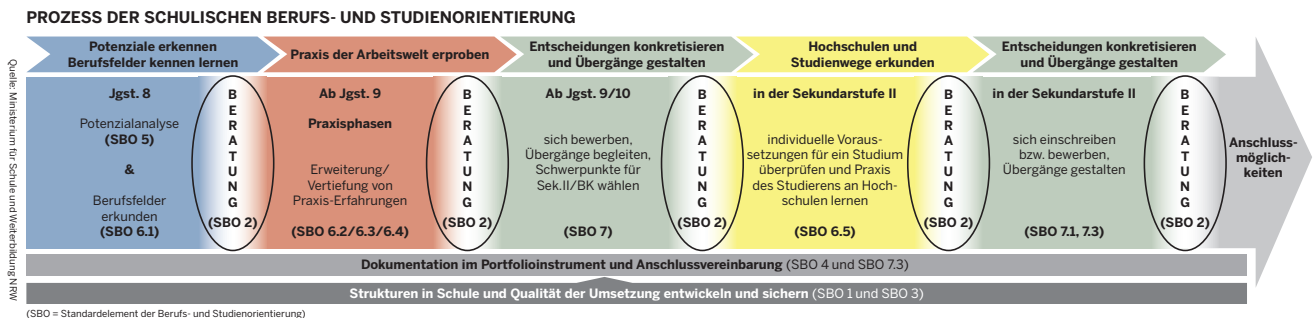 PROZESS DER SCHULISCHEN BERUFS- UND STUDIENORIENTIERUNG
Potenziale erkennen
Berufsfelder kennen lernen
Praxis der Arbeitswelt erproben
Entscheidungen konkretisieren
und Übergänge gestalten
Hochschulen und
Studienwege erkunden
Entscheidungen konkretisieren
und Übergänge gestalten
Jgst. 8
Potenzialanalyse
(SBO 5)
&
Berufsfelder
erkunden
(SBO 6.1)
BERATUNG
(SBO 2)
Ab Jgst. 9
Praxisphasen
Erweiterung/
Vertiefung von
Praxis-Erfahrungen
(SBO 6.2/6.3/6.4)
BERATUNG
(SBO 2)
Ab Jgst. 9/10
sich bewerben,
Übergänge begleiten,
Schwerpunkte für
Sek.II/BK wählen
(SBO 7)
BERATUNG
(SBO 2)
in der Sekundarstufe II
individuelle Voraus-
setzungen für ein Studium
überprüfen und Praxis
des Studierens an Hoch-
schulen lernen
(SBO 6.5)
BERATUNG
(SBO 2)
in der Sekundarstufe II
sich einschreiben
bzw. bewerben,
Übergänge gestalten
(SBO 7.1, 7.3)
BERATUNG
(SBO 2)
Anschluss-
möglich-
keiten
Dokumentation im Portfolioinstrument und Anschlussvereinbarung (SBO 4 und SBO 7.3)
Strukturen in Schule und Qualität der Umsetzung entwickeln und sichern (SBO 1 und SBO 3)
(SBO = Standardelement der Berufs- und Studienorientierung)
Quelle: Ministerium für Schule und Weiterbildung NRW